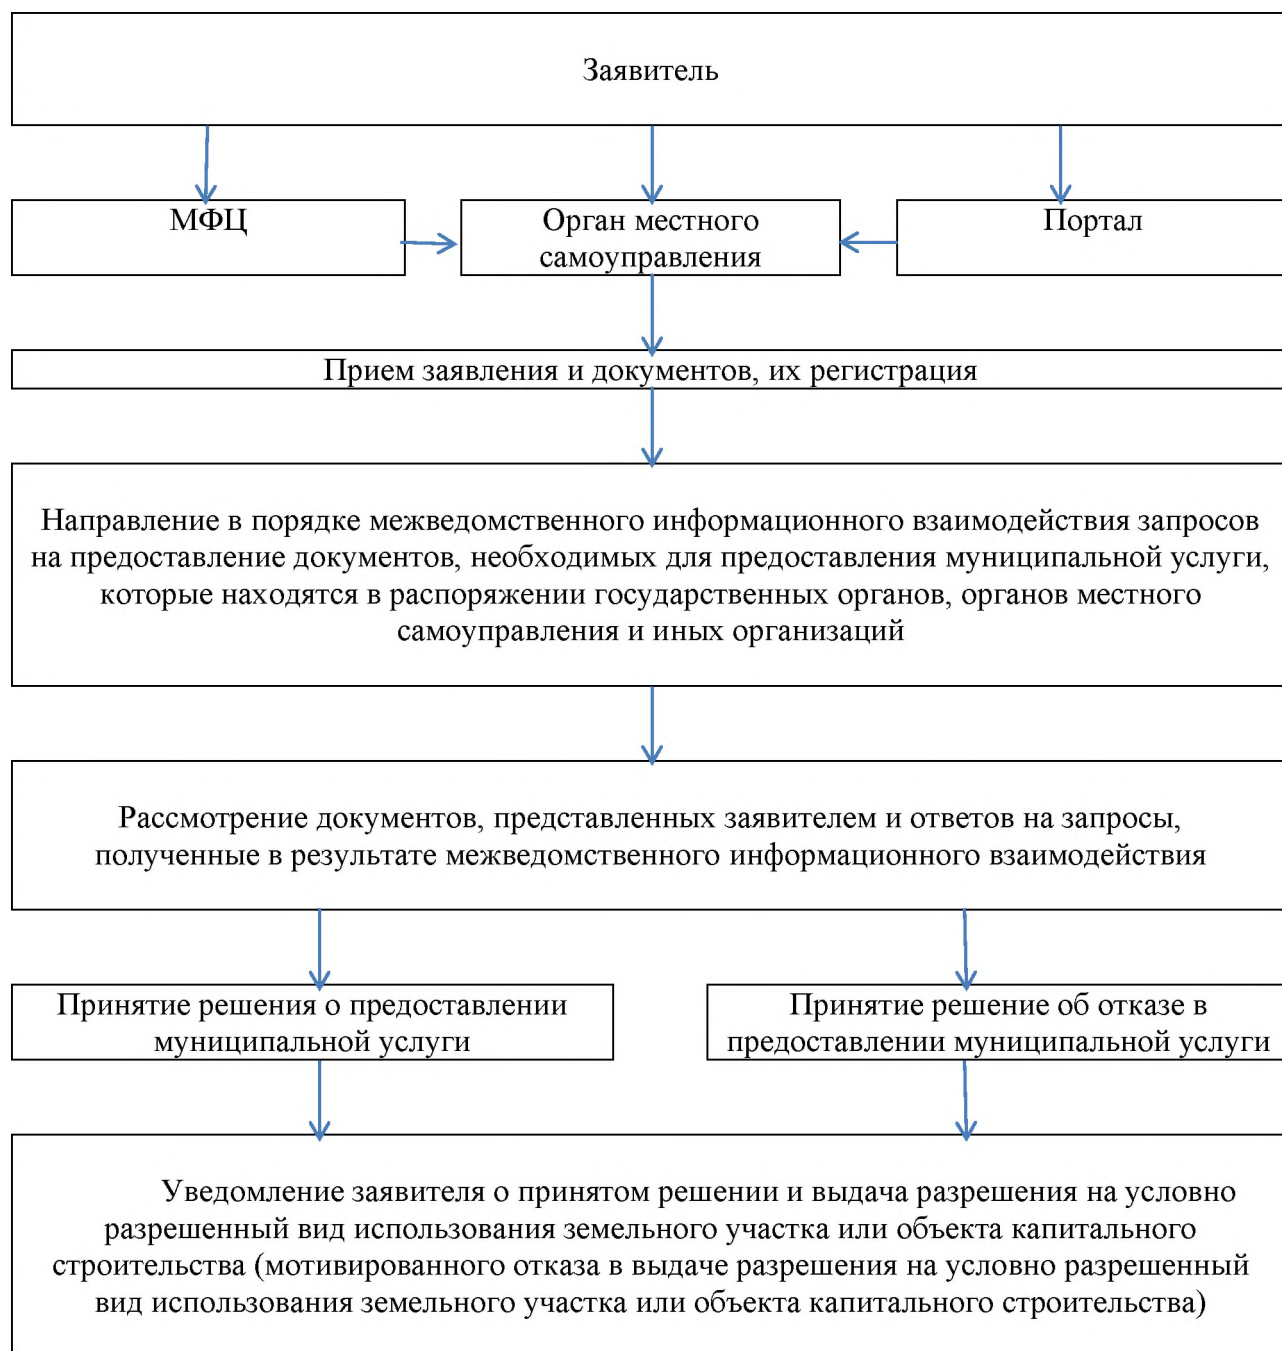 Заявитель
МФЦ
Орган местного
самоуправления
Портал
Прием заявления и документов, их регистрация
Направление в порядке межведомственного информационного взаимодействия запросов
на предоставление документов, необходимых для предоставления муниципальной услуги,
которые находятся в распоряжении государственных органов, органов местного
самоуправления и иных организаций
Рассмотрение документов, представленных заявителем и ответов на запросы,
полученные в результате межведомственного информационного взаимодействия
Принятие решения о предоставлении
муниципальной услуги
Принятие решение об отказе в
предоставлении муниципальной услуги
Уведомление заявителя о принятом решении и выдача разрешения на условно
разрешенный вид использования земельного участка или объекта капитального
строительства (мотивированного отказа в выдаче разрешения на условно разрешенный
вид использования земельного участка или объекта капитального строительства)